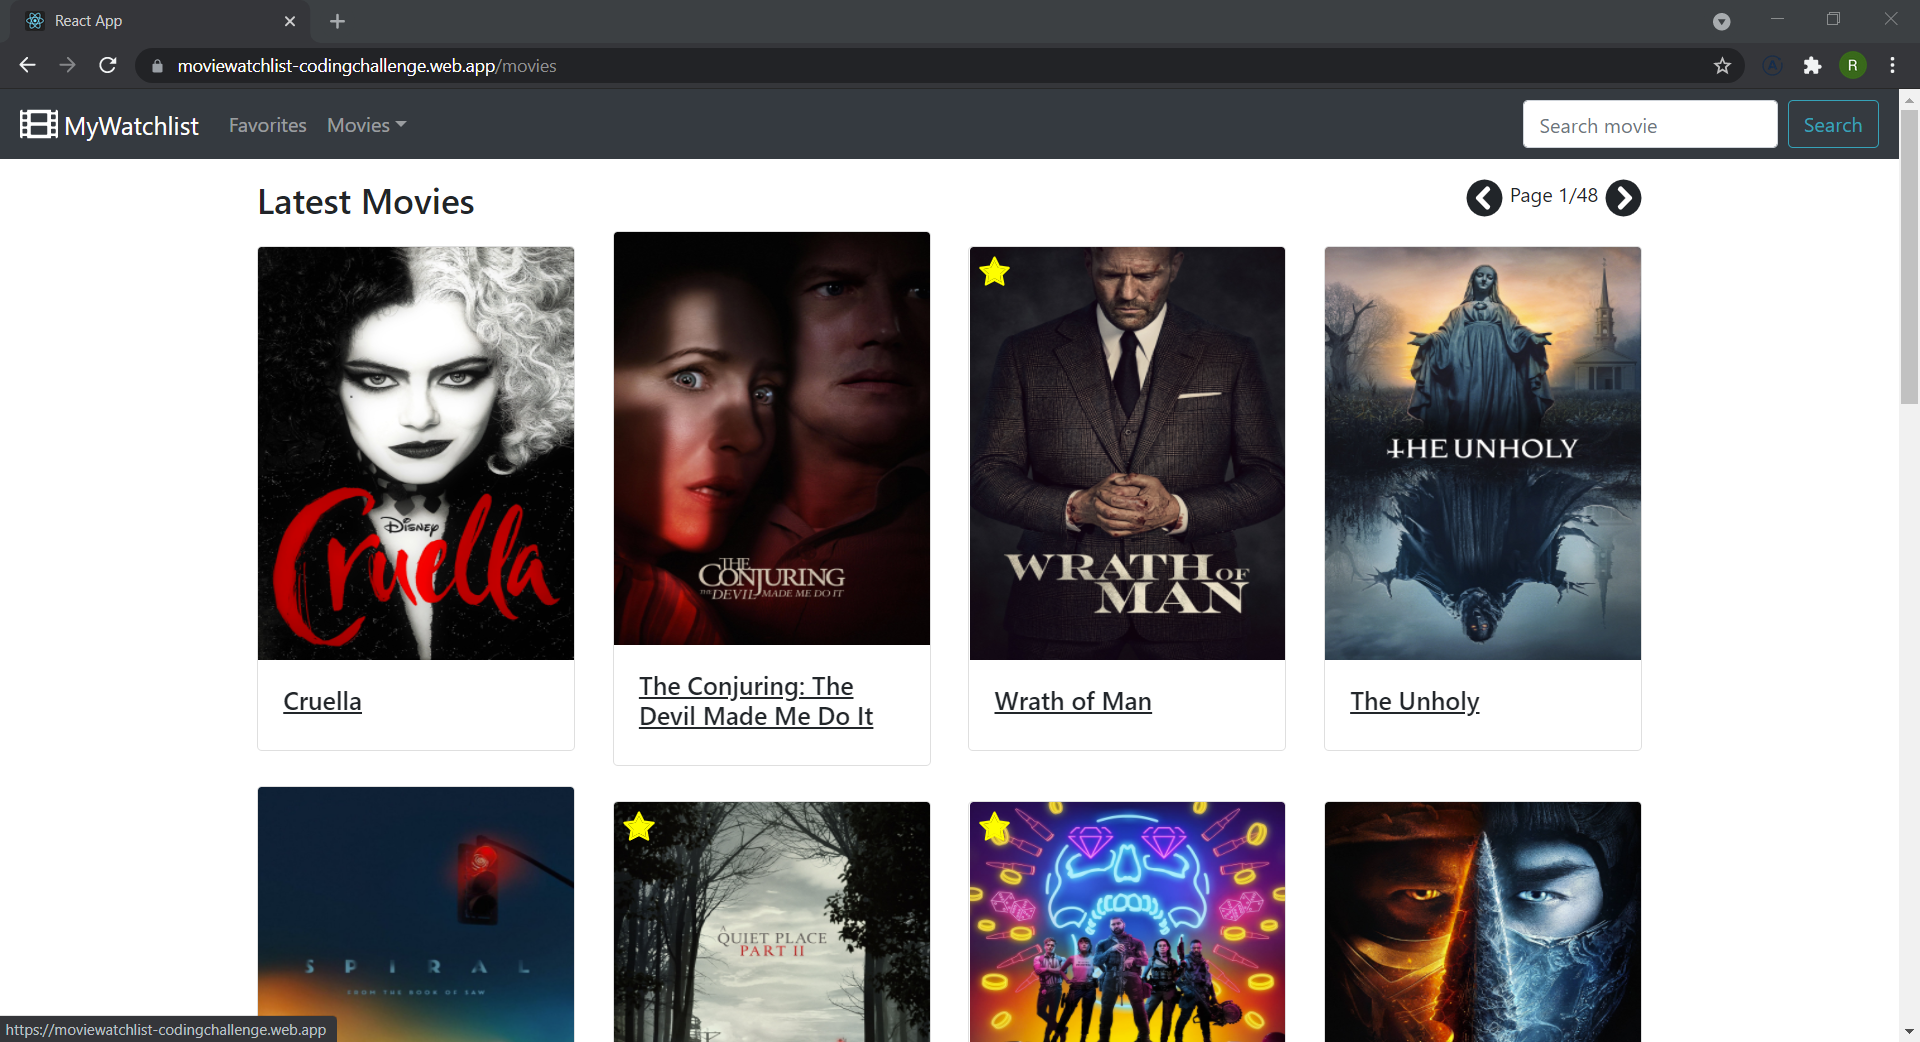 React App
moviewatchlist-codingchallenge.web.app/movies
R
MyWatchlist
Favorites
Movies
Search movie
Search
Latest Movies
Page 1/48
DISNEY
Cruella
THE
CONJURING
THE DEVIL MADE ME DO IT
WRATH OF
MAN
THE UNHOLY
Cruella
The Conjuring: The
Devil Made Me Do It
Wrath of Man
The Unholy
SPIRAL
FROM THE BOOK OF SAW
A
QUIET PLACE
PART II
https://moviewatchlist-codingchallenge.web.app